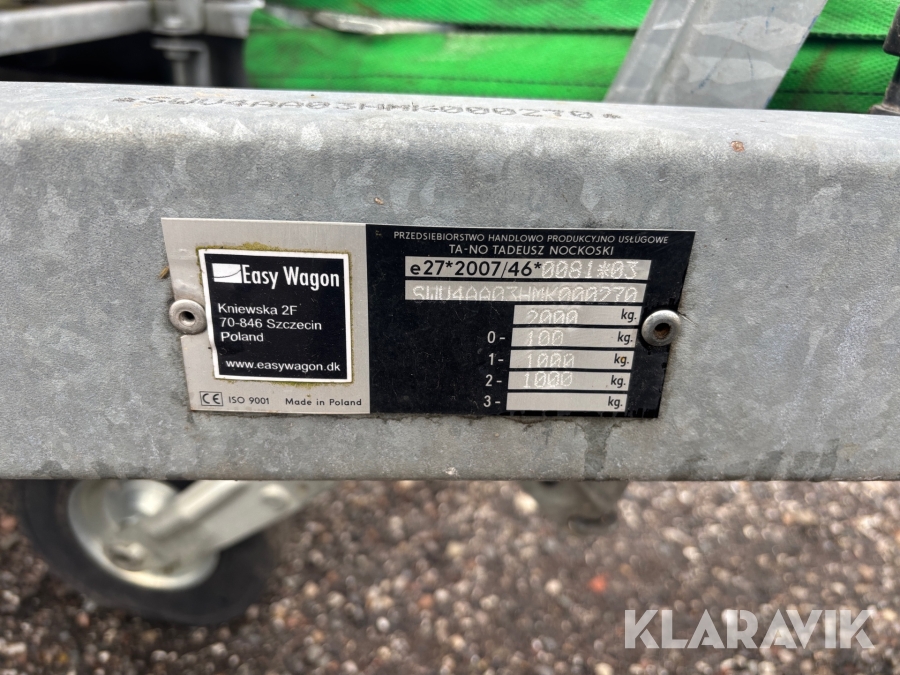 *SWU4AA03HMK000270*
PRZEDSIEBIORSTWO HANDLOWO PRODUKCYJNO USŁUGOWE
TA-NO TADEUSZ NOCKOSKI
e27*2007/46*0081*03
SWU4AA03HMK000270
2000 kg.
0- 100 kg.
1- 1000 kg.
2- 1000 kg.
3- kg.
Easy Wagon
Kniewska 2F
70-846 Szczecin
Poland
www.easywagon.dk
CE ISO 9001 Made in Poland
KLARAVIK